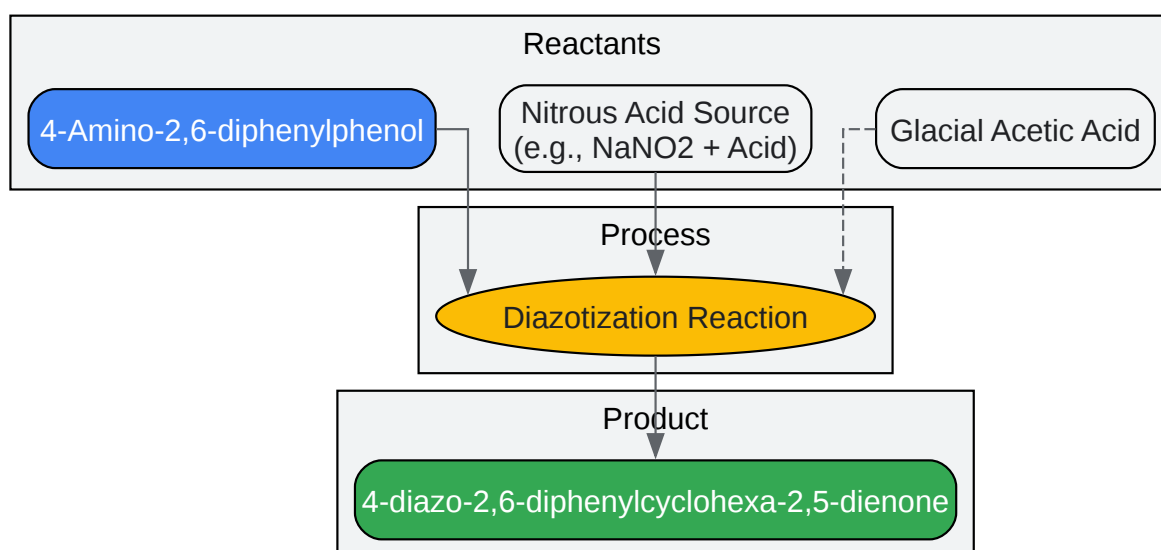 Reactants
4-Amino-2,6-diphenylphenol
Nitrous Acid Source
(e.g., NaNO2 + Acid)
Glacial Acetic Acid
Process
Diazotization Reaction
Product
4-diazo-2,6-diphenylcyclohexa-2,5-dienone